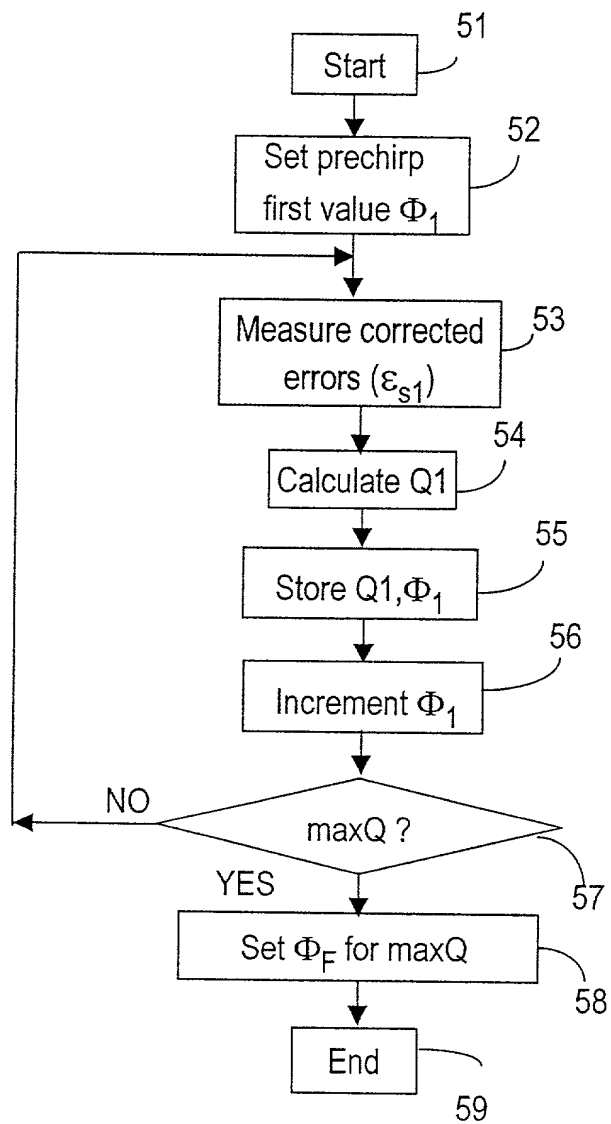 51
Start
52
Set prechirp
first value Φ₁
53
Measure corrected
errors (εₛ₁)
54
Calculate Q1
55
Store Q1,Φ₁
56
Increment Φ₁
NO
maxQ ?
57
YES
Set Φ_F for maxQ
58
End
59